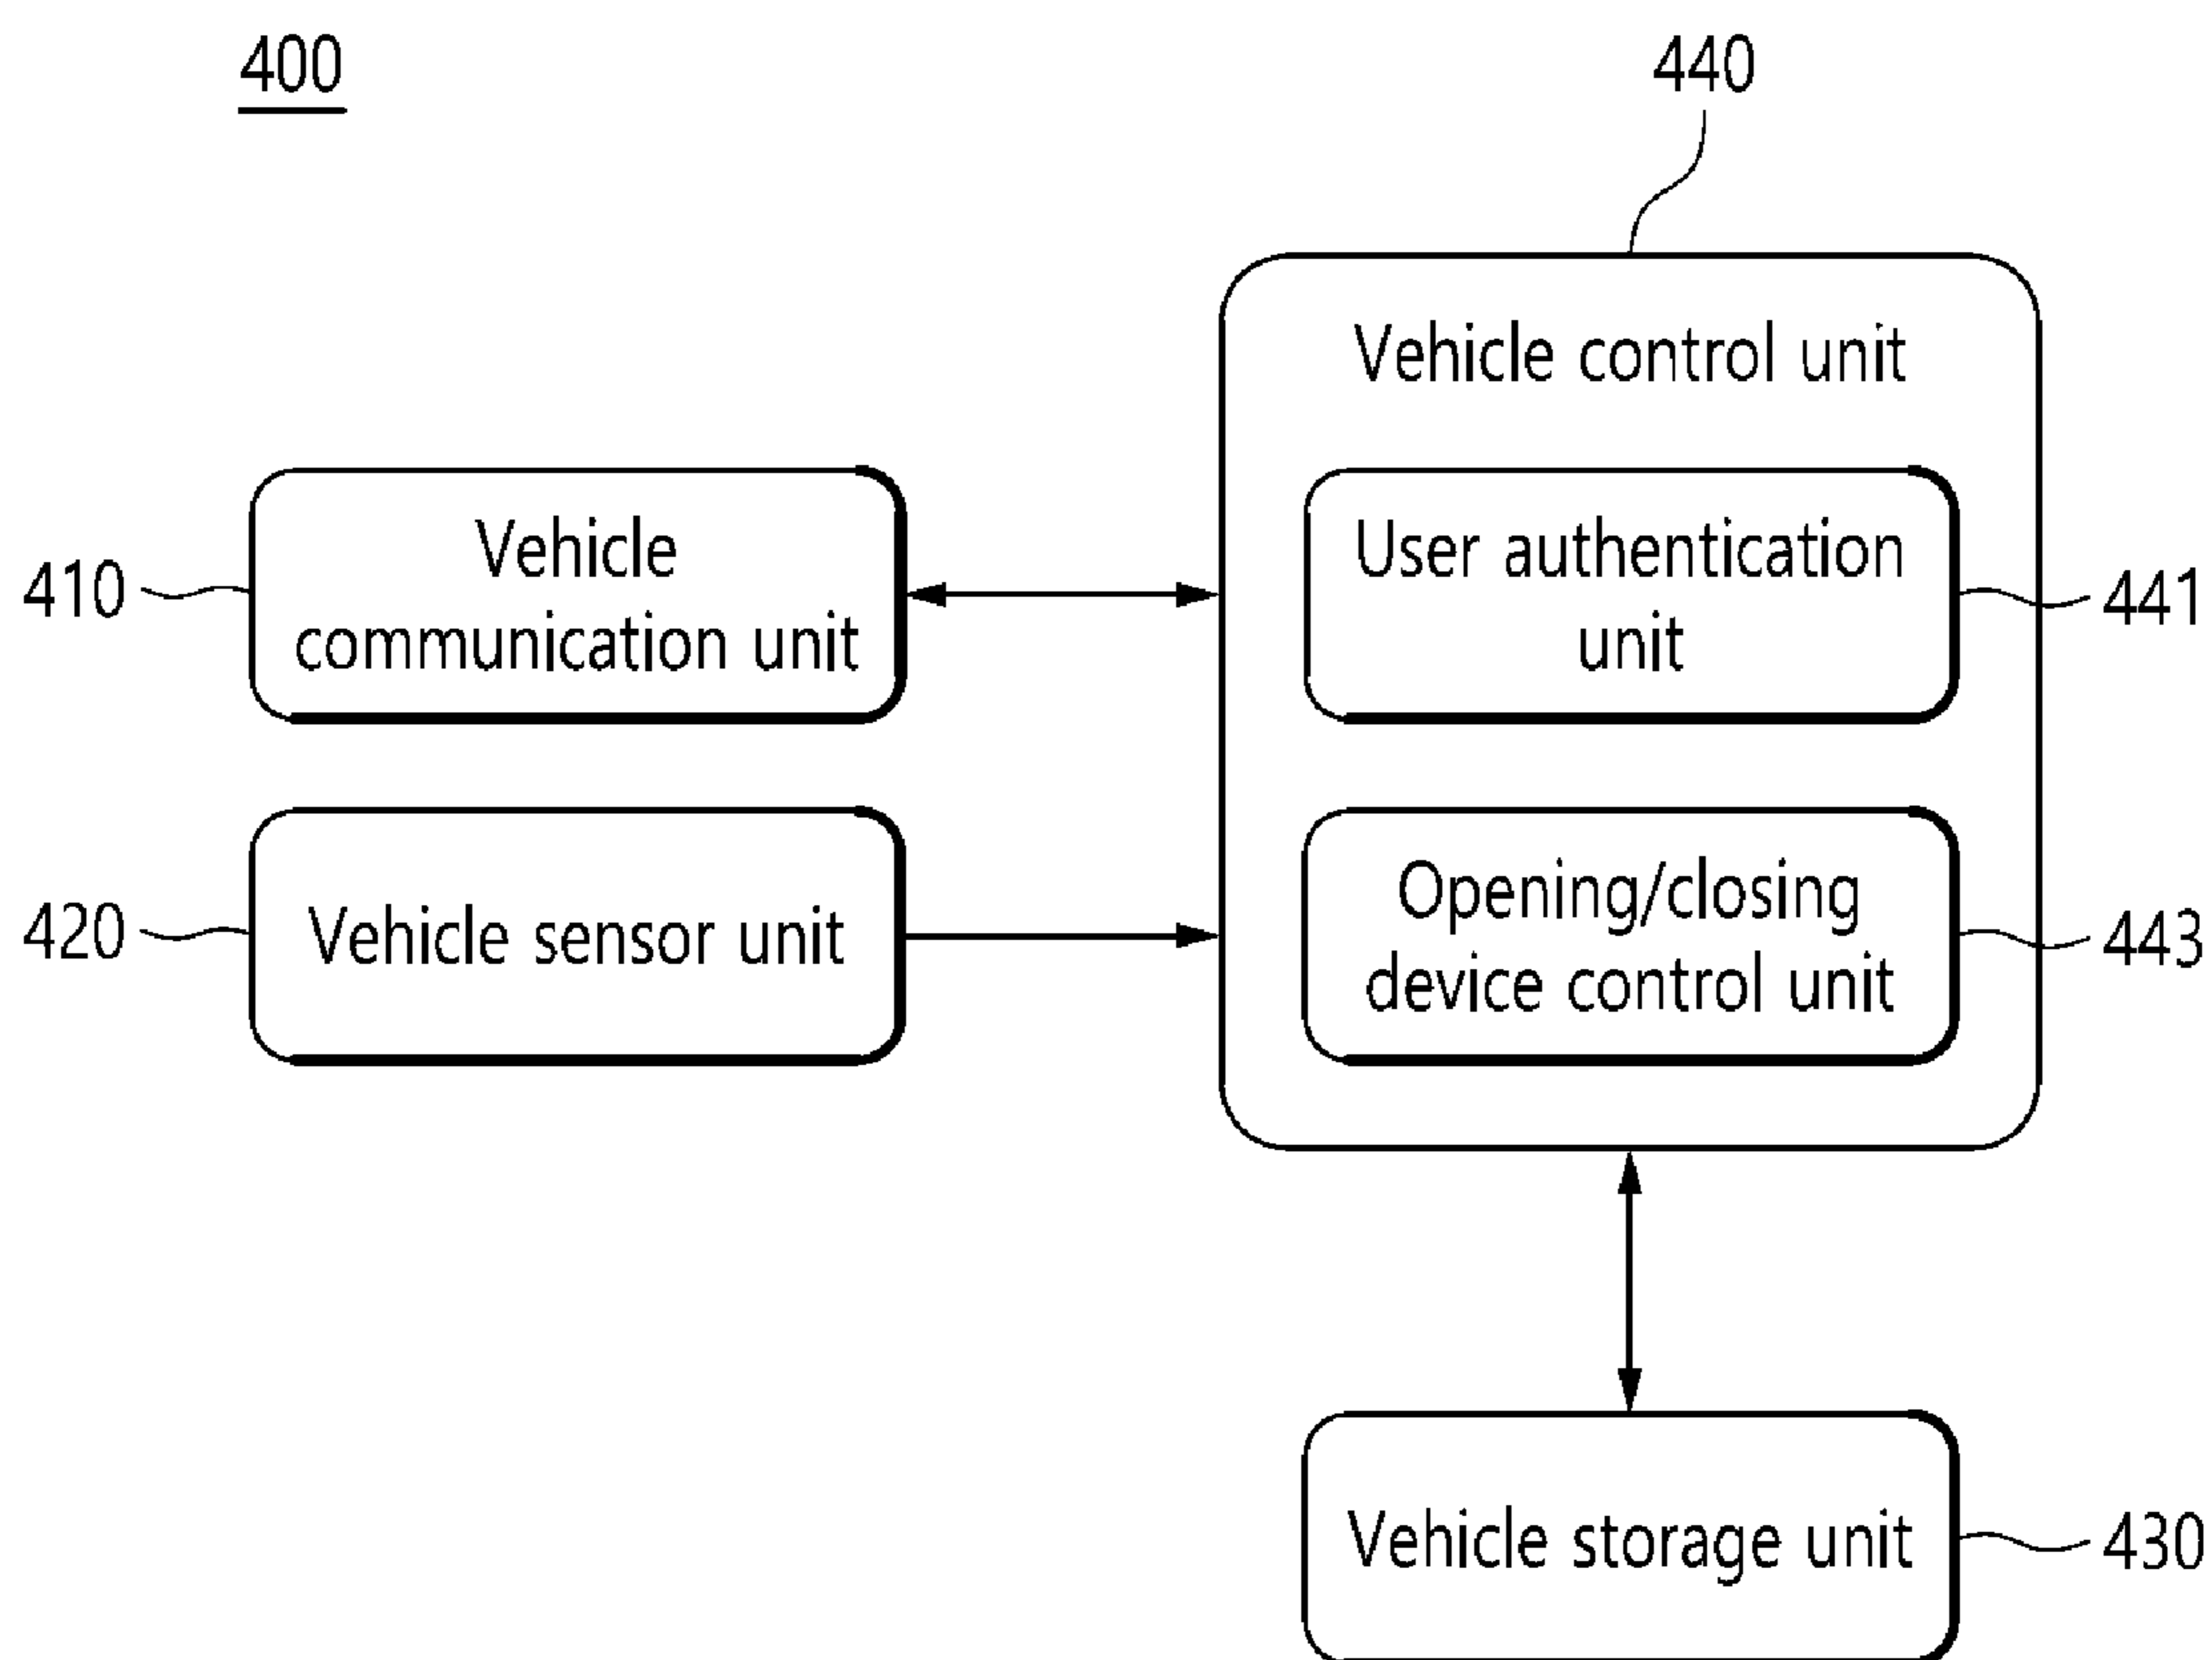 400
440
Vehicle control unit
410
Vehicle
communication unit
User authentication
unit
441
420
Vehicle sensor unit
Opening/closing
device control unit
443
Vehicle storage unit
430